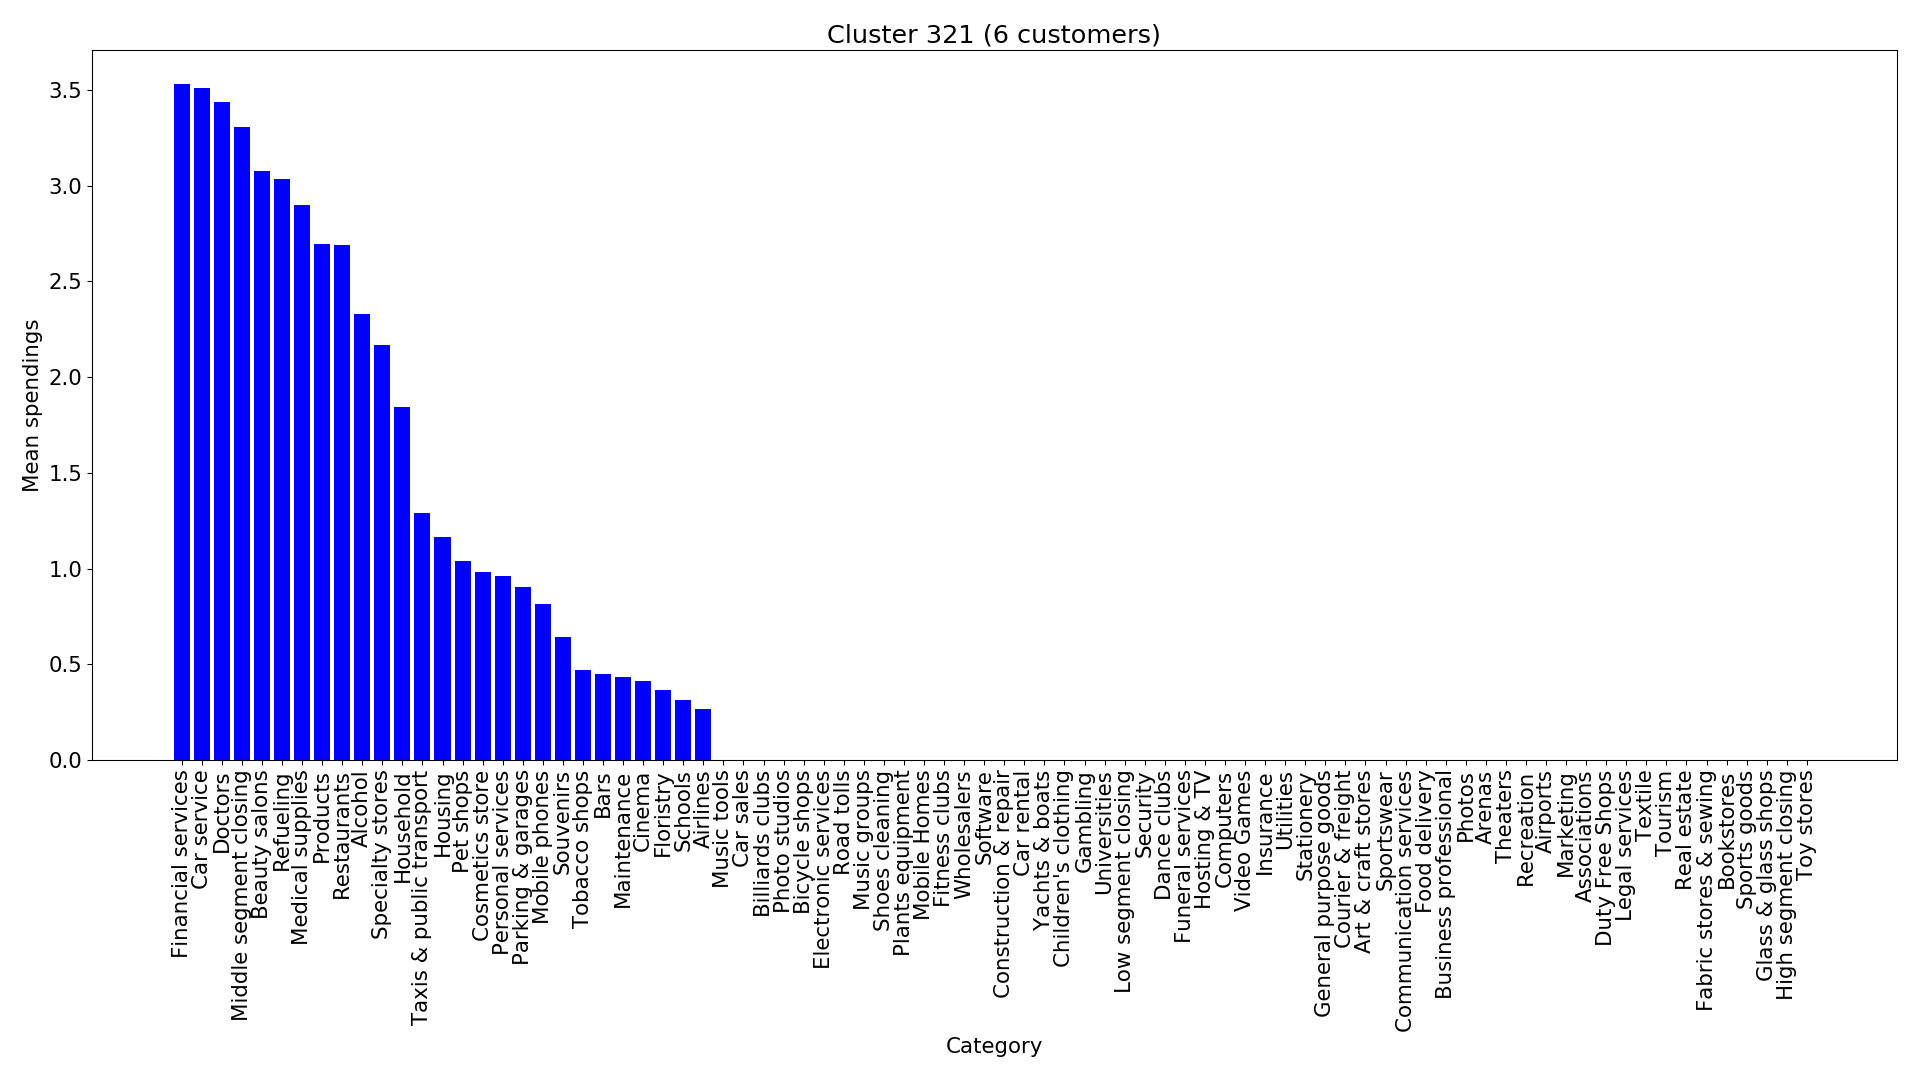 Cluster 321 (6 customers)
3.5
3.0
2.5
2.0
1.5
1.0
0.5
0.0
Mean spendings
Financial services
Car service
Doctors
Middle segment closing
Beauty salons
Refueling
Medical supplies
Products
Restaurants
Alcohol
Specialty stores
Household
Taxis & public transport
Housing
Pet shops
Cosmetics store
Personal services
Parking & garages
Mobile phones
Souvenirs
Tobacco shops
Bars
Maintenance
Cinema
Floristry
Schools
Airlines
Music tools
Car sales
Billiards clubs
Photo studios
Bicycle shops
Electronic services
Road tolls
Music groups
Shoes cleaning
Plants equipment
Mobile Homes
Fitness clubs
Wholesalers
Software
Construction & repair
Car rental
Yachts & boats
Children's clothing
Gambling
Universities
Low segment closing
Security
Dance clubs
Funeral services
Hosting & TV
Computers
Video Games
Insurance
Utilities
Stationery
General purpose goods
Courier & freight
Art & craft stores
Sportswear
Communication services
Food delivery
Business professional
Photos
Arenas
Theaters
Recreation
Airports
Marketing
Associations
Duty Free Shops
Legal services
Textile
Tourism
Real estate
Fabric stores & sewing
Bookstores
Sports goods
Glass & glass shops
High segment closing
Toy stores
Category